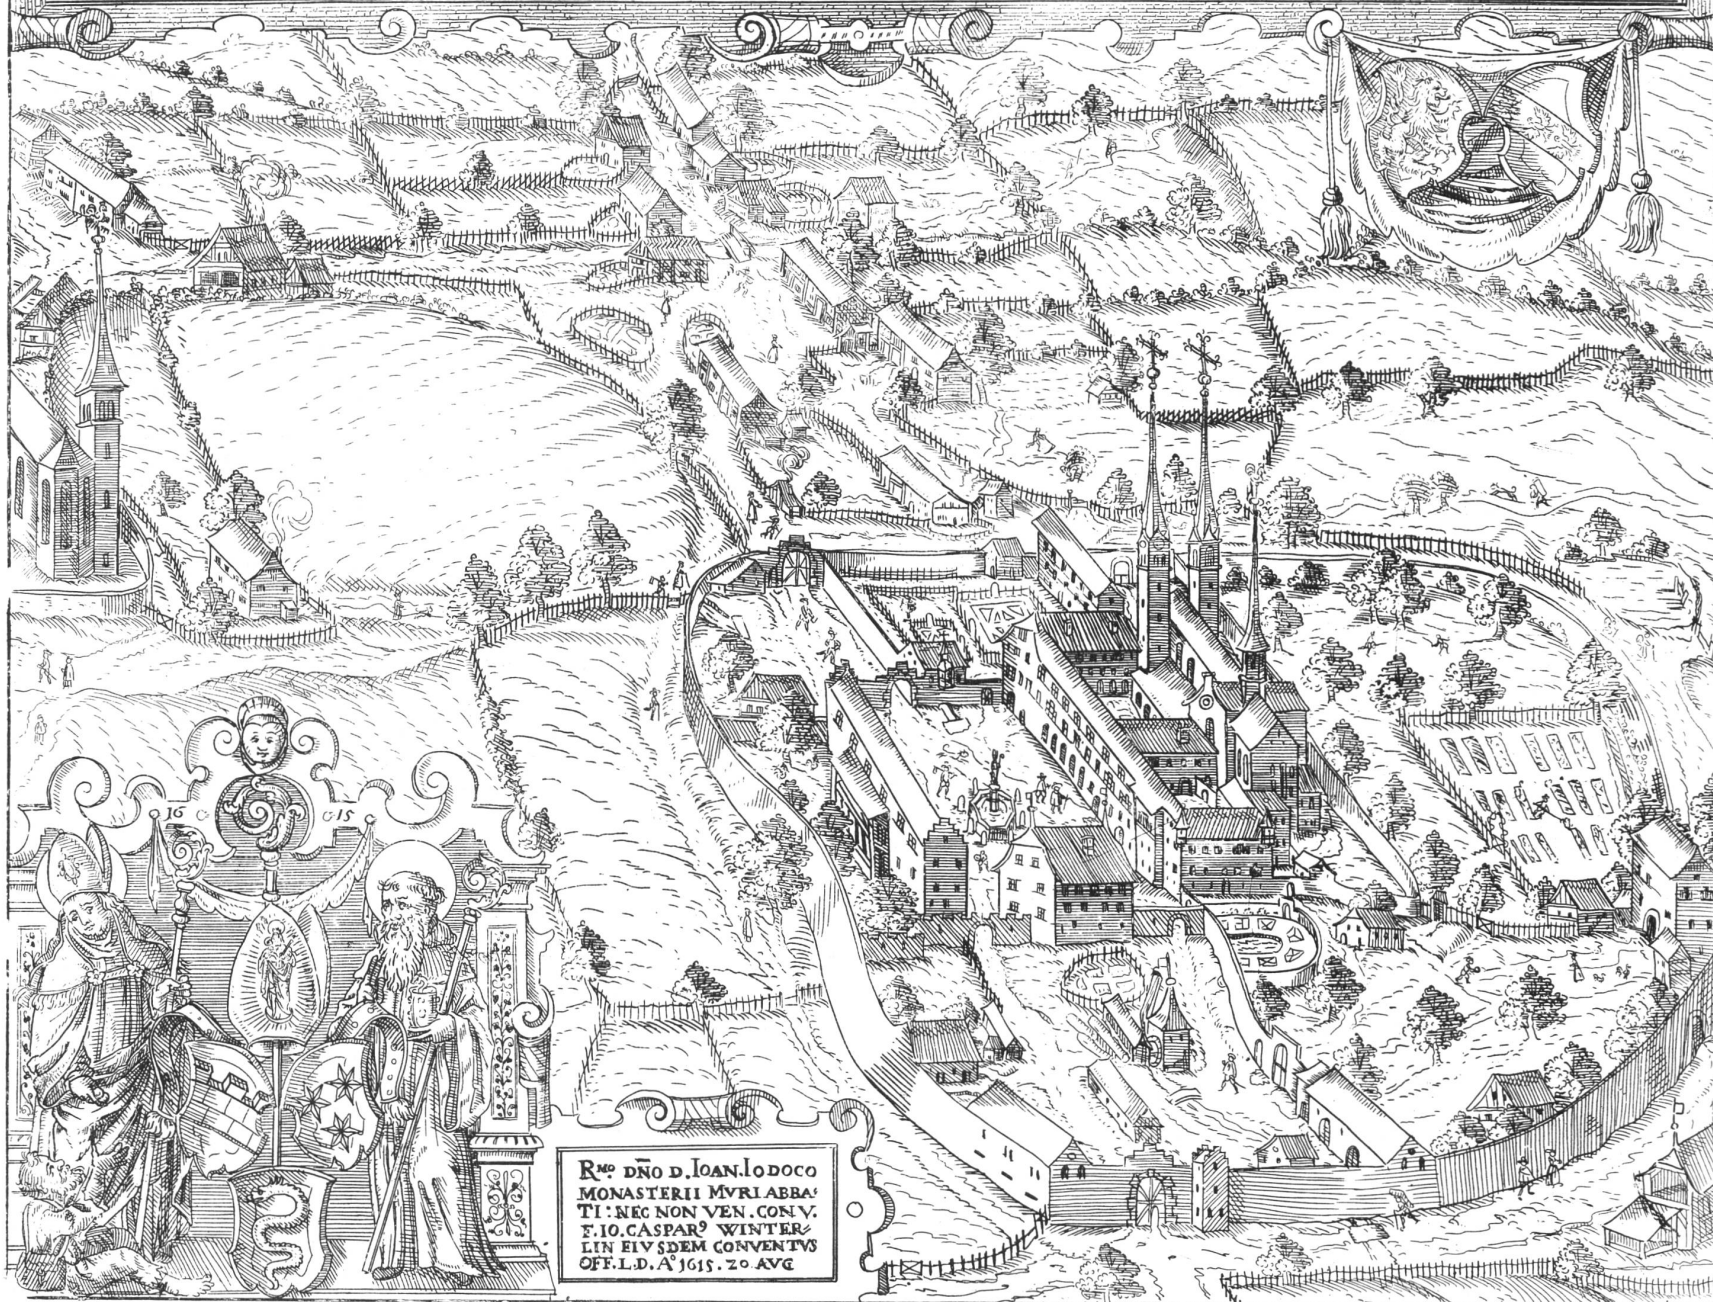 16 15
RMO. DÑO D. IOAN. IODOCO
MONASTERII MVRI ABBA⸗
TI: NEC NON VEN. CONV.
F. IO. CASPARꝰ WINTER⸗
LIN EIVSDEM CONVENTVS
OFF. L. D. Aº 1615. 20 AVG